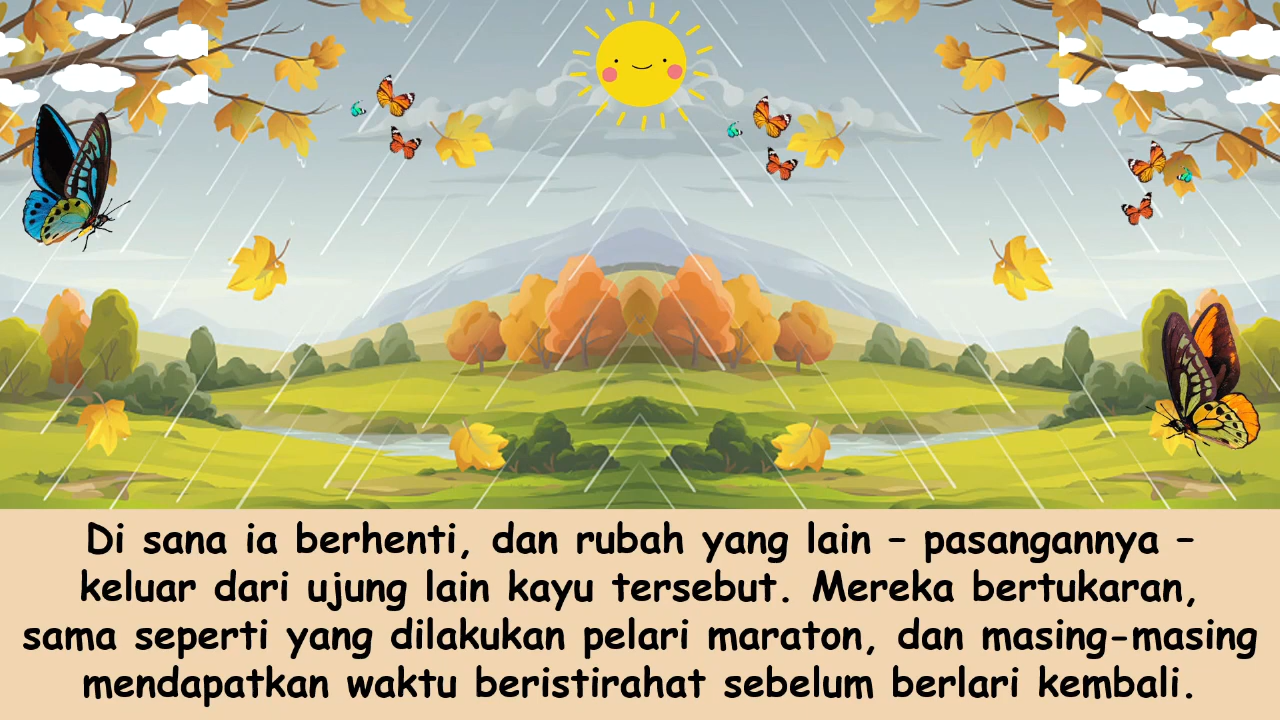 Di sana ia berhenti, dan rubah yang lain – pasangannya –
keluar dari ujung lain kayu tersebut. Mereka bertukaran,
sama seperti yang dilakukan pelari maraton, dan masing-masing
mendapatkan waktu beristirahat sebelum berlari kembali.